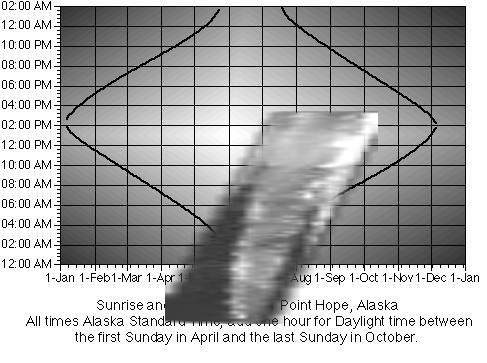 02:00 AM
12:00 AM
10:00 PM
08:00 PM
06:00 PM
04:00 PM
02:00 PM
12:00 PM
10:00 AM
08:00 AM
06:00 AM
04:00 AM
02:00 AM
12:00 AM
1-Jan 1-Feb 1-Mar 1-Apr Aug 1-Sep 1-Oct 1-Nov 1-Dec 1-Jan
Sunrise an Point Hope, Alaska
All times Alaska Standard Time, add one hour for Daylight time between
the first Sunday in April and the last Sunday in October.